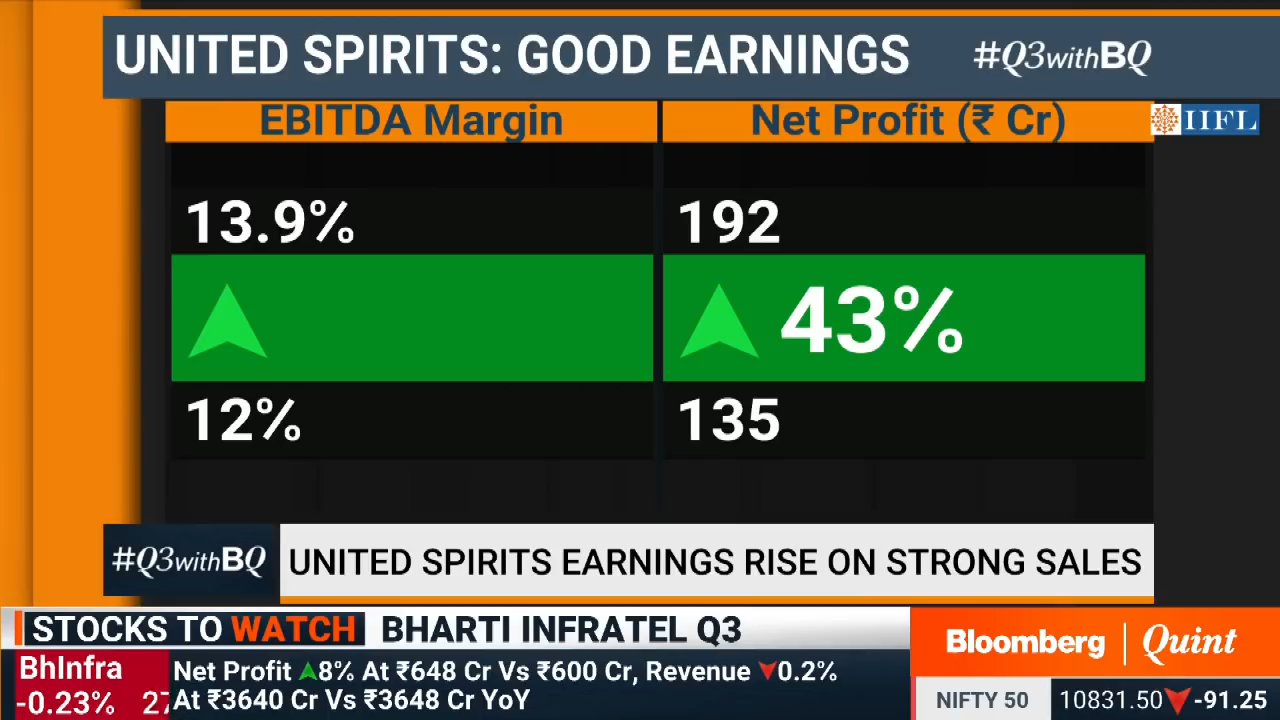 UNITED SPIRITS: GOOD EARNINGS #Q3withBQ
EBITDA Margin Net Profit (₹ Cr)
IIFL
13.9% 192
43%
12% 135
#Q3withBQ UNITED SPIRITS EARNINGS RISE ON STRONG SALES
STOCKS TO WATCH BHARTI INFRATEL Q3
Bloomberg | Quint
BhInfra
-0.23%
Net Profit ▲8% At ₹648 Cr Vs ₹600 Cr, Revenue ▼0.2%
At ₹3640 Cr Vs ₹3648 Cr YoY
NIFTY 50 10831.50 ▼ -91.25